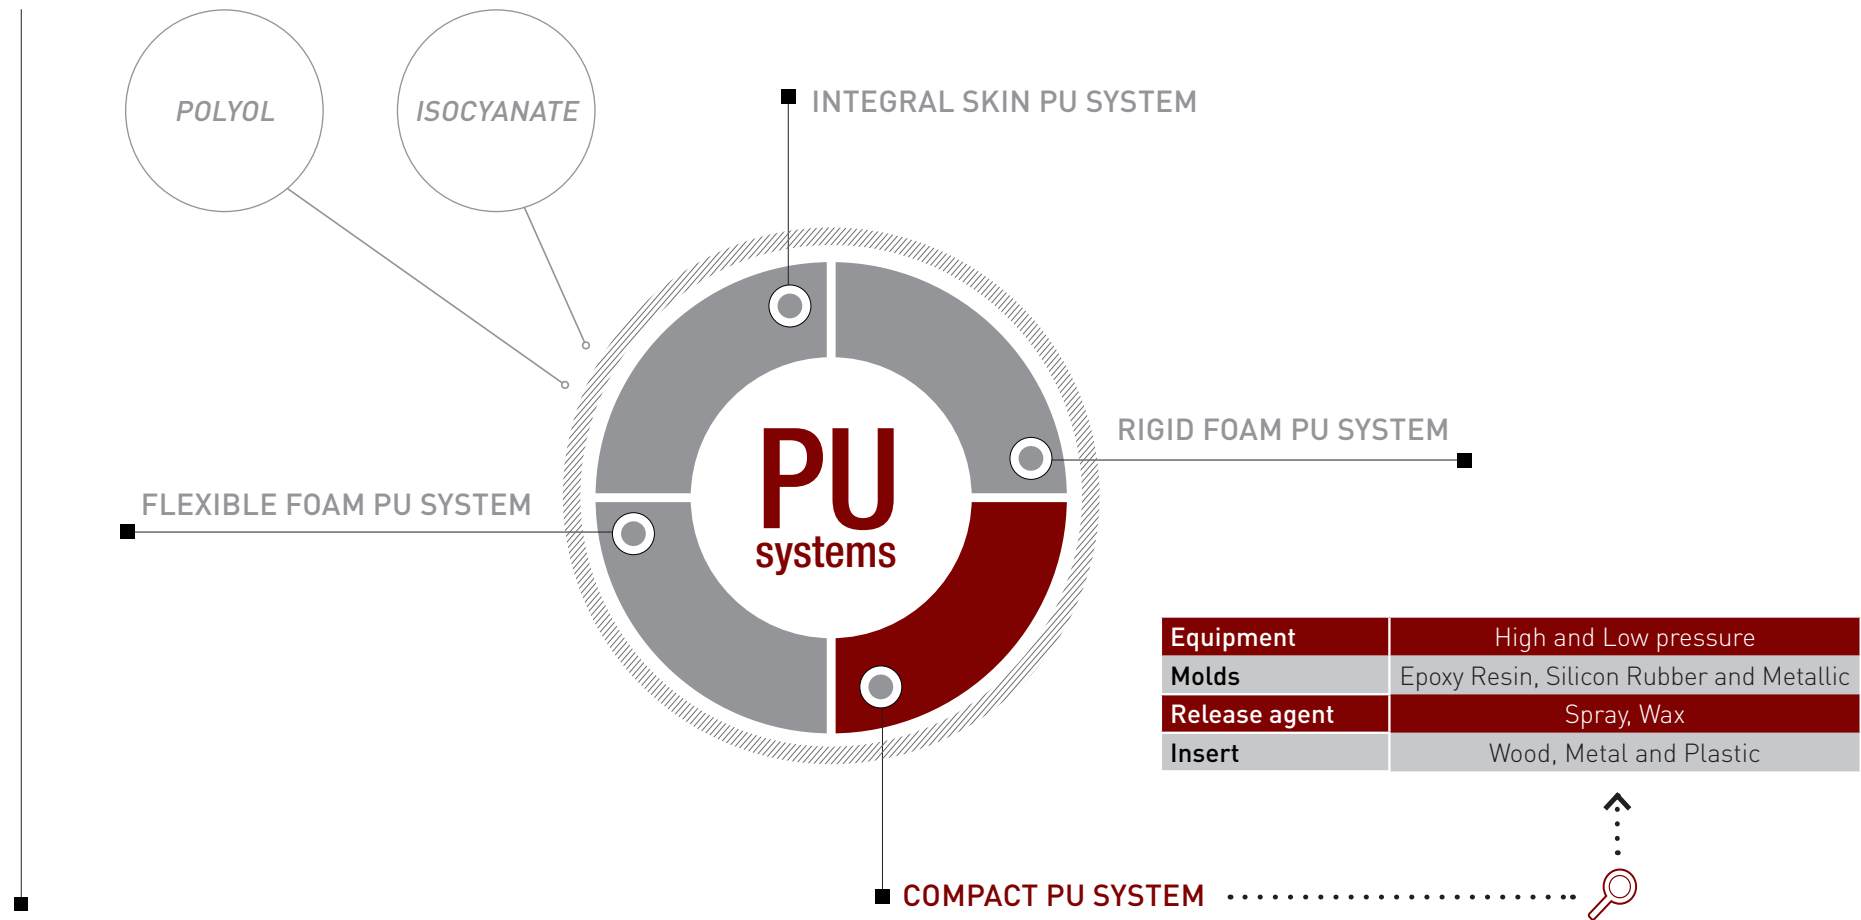 POLYOL
ISOCYANATE
INTEGRAL SKIN PU SYSTEM
RIGID FOAM PU SYSTEM
FLEXIBLE FOAM PU SYSTEM
PU
systems
Equipment High and Low pressure
Molds Epoxy Resin, Silicon Rubber and Metallic
Release agent Spray, Wax
Insert Wood, Metal and Plastic
COMPACT PU SYSTEM